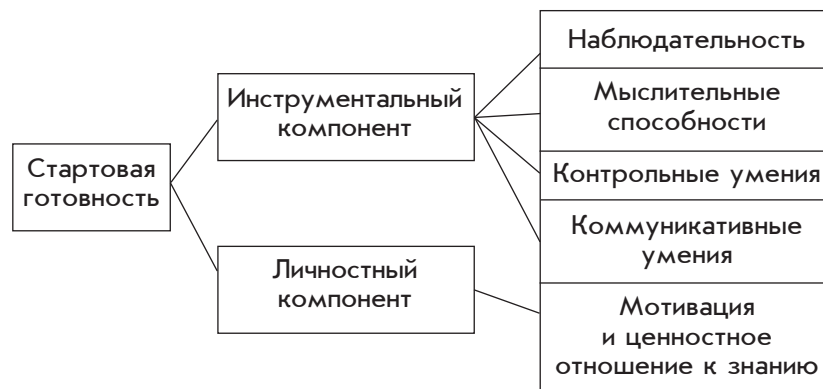 Стартовая
готовность
Инструментальный
компонент
Личностный
компонент
Наблюдательность
Мыслительные
способности
Контрольные умения
Коммуникативные
умения
Мотивация
и ценностное
отношение к знанию